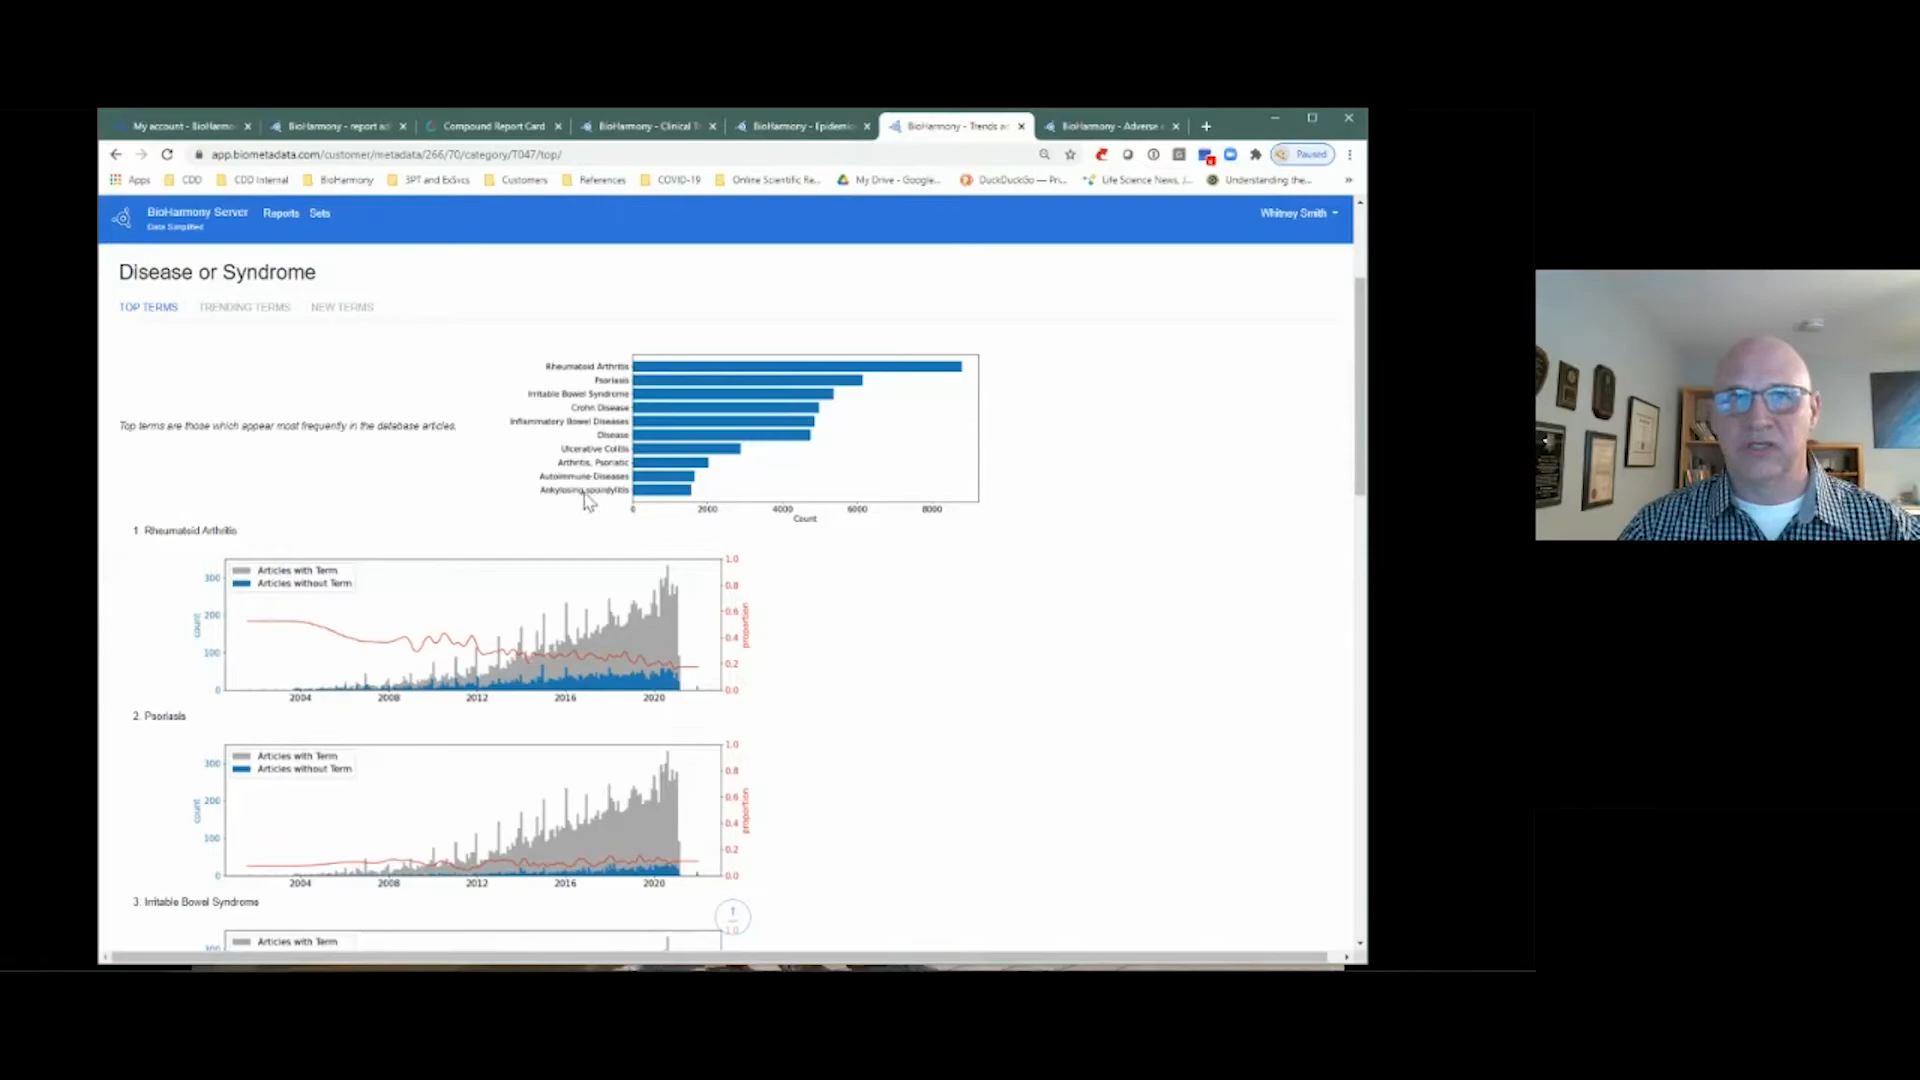 My account - BioHarmo
BioHarmony - report ad
Compound Report Card
BioHarmony - Clinical T
BioHarmony - Epidemio
BioHarmony - Trends ac
BioHarmony - Adverse e
app.biometadata.com/customer/metadata/266/70/category/T047/top/
Paused
Apps
CDD
CDD Internal
BioHarmony
3PT and ExSvcs
Customers
References
COVID-19
Online Scientific Re...
My Drive - Google...
DuckDuckGo — Pri...
Life Science News, I...
Understanding the...
BioHarmony Server
Data Simplified
Reports
Sets
Whitney Smith
Disease or Syndrome
TOP TERMS
TRENDING TERMS
NEW TERMS
Top terms are those which appear most frequently in the database articles.
Rheumatoid Arthritis
Psoriasis
Irritable Bowel Syndrome
Crohn Disease
Inflammatory Bowel Diseases
Disease
Ulcerative Colitis
Arthritis, Psoriatic
Autoimmune Diseases
Ankylosing spondylitis
0 2000 4000 6000 8000
Count
1. Rheumatoid Arthritis
Articles with Term
Articles without Term
300
200
100
0
count
1.0
0.8
0.6
0.4
0.2
0.0
proportion
2004 2008 2012 2016 2020
2. Psoriasis
Articles with Term
Articles without Term
300
200
100
0
count
1.0
0.8
0.6
0.4
0.2
0.0
proportion
2004 2008 2012 2016 2020
3. Irritable Bowel Syndrome
Articles with Term
300
1.0